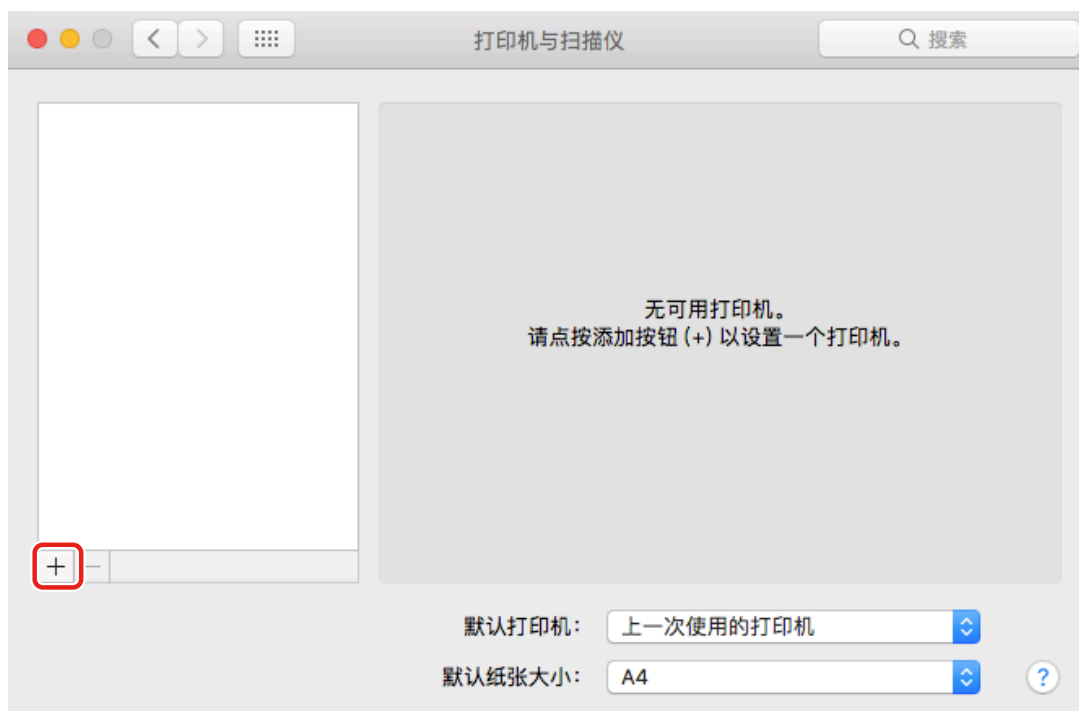 打印机与扫描仪
搜索
无可用打印机。
请点按添加按钮 (+) 以设置一个打印机。
+ −
默认打印机： 上一次使用的打印机
默认纸张大小： A4
?